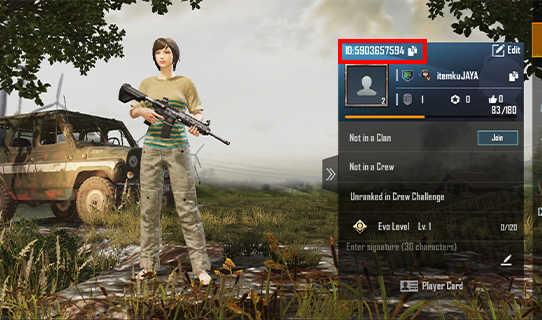 ID:5903657594
Edit
itemkuJAYA
2
1 0 0
83/180
Not in a Clan Join
Not in a Crew
Unranked in Crew Challenge
Evo Level Lv.1 0/120
Enter signature (30 characters)
Player Card